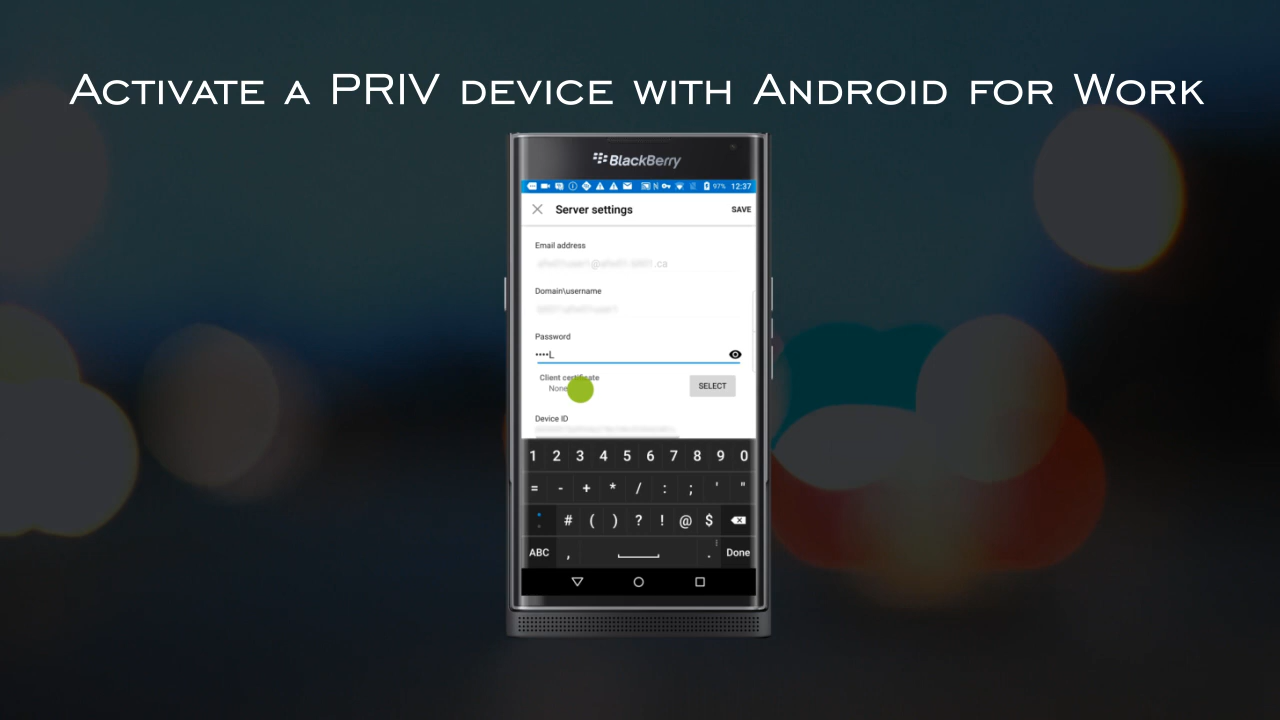 ACTIVATE A PRIV DEVICE WITH ANDROID FOR WORK
BlackBerry
97% 12:37
Server settings SAVE
Email address
.ca
Domain\username
Password
••••L
Client certificate
None
SELECT
Device ID
1 2 3 4 5 6 7 8 9 0
= - + * / : ; ' "
# ( ) ? ! @ $
ABC , . Done